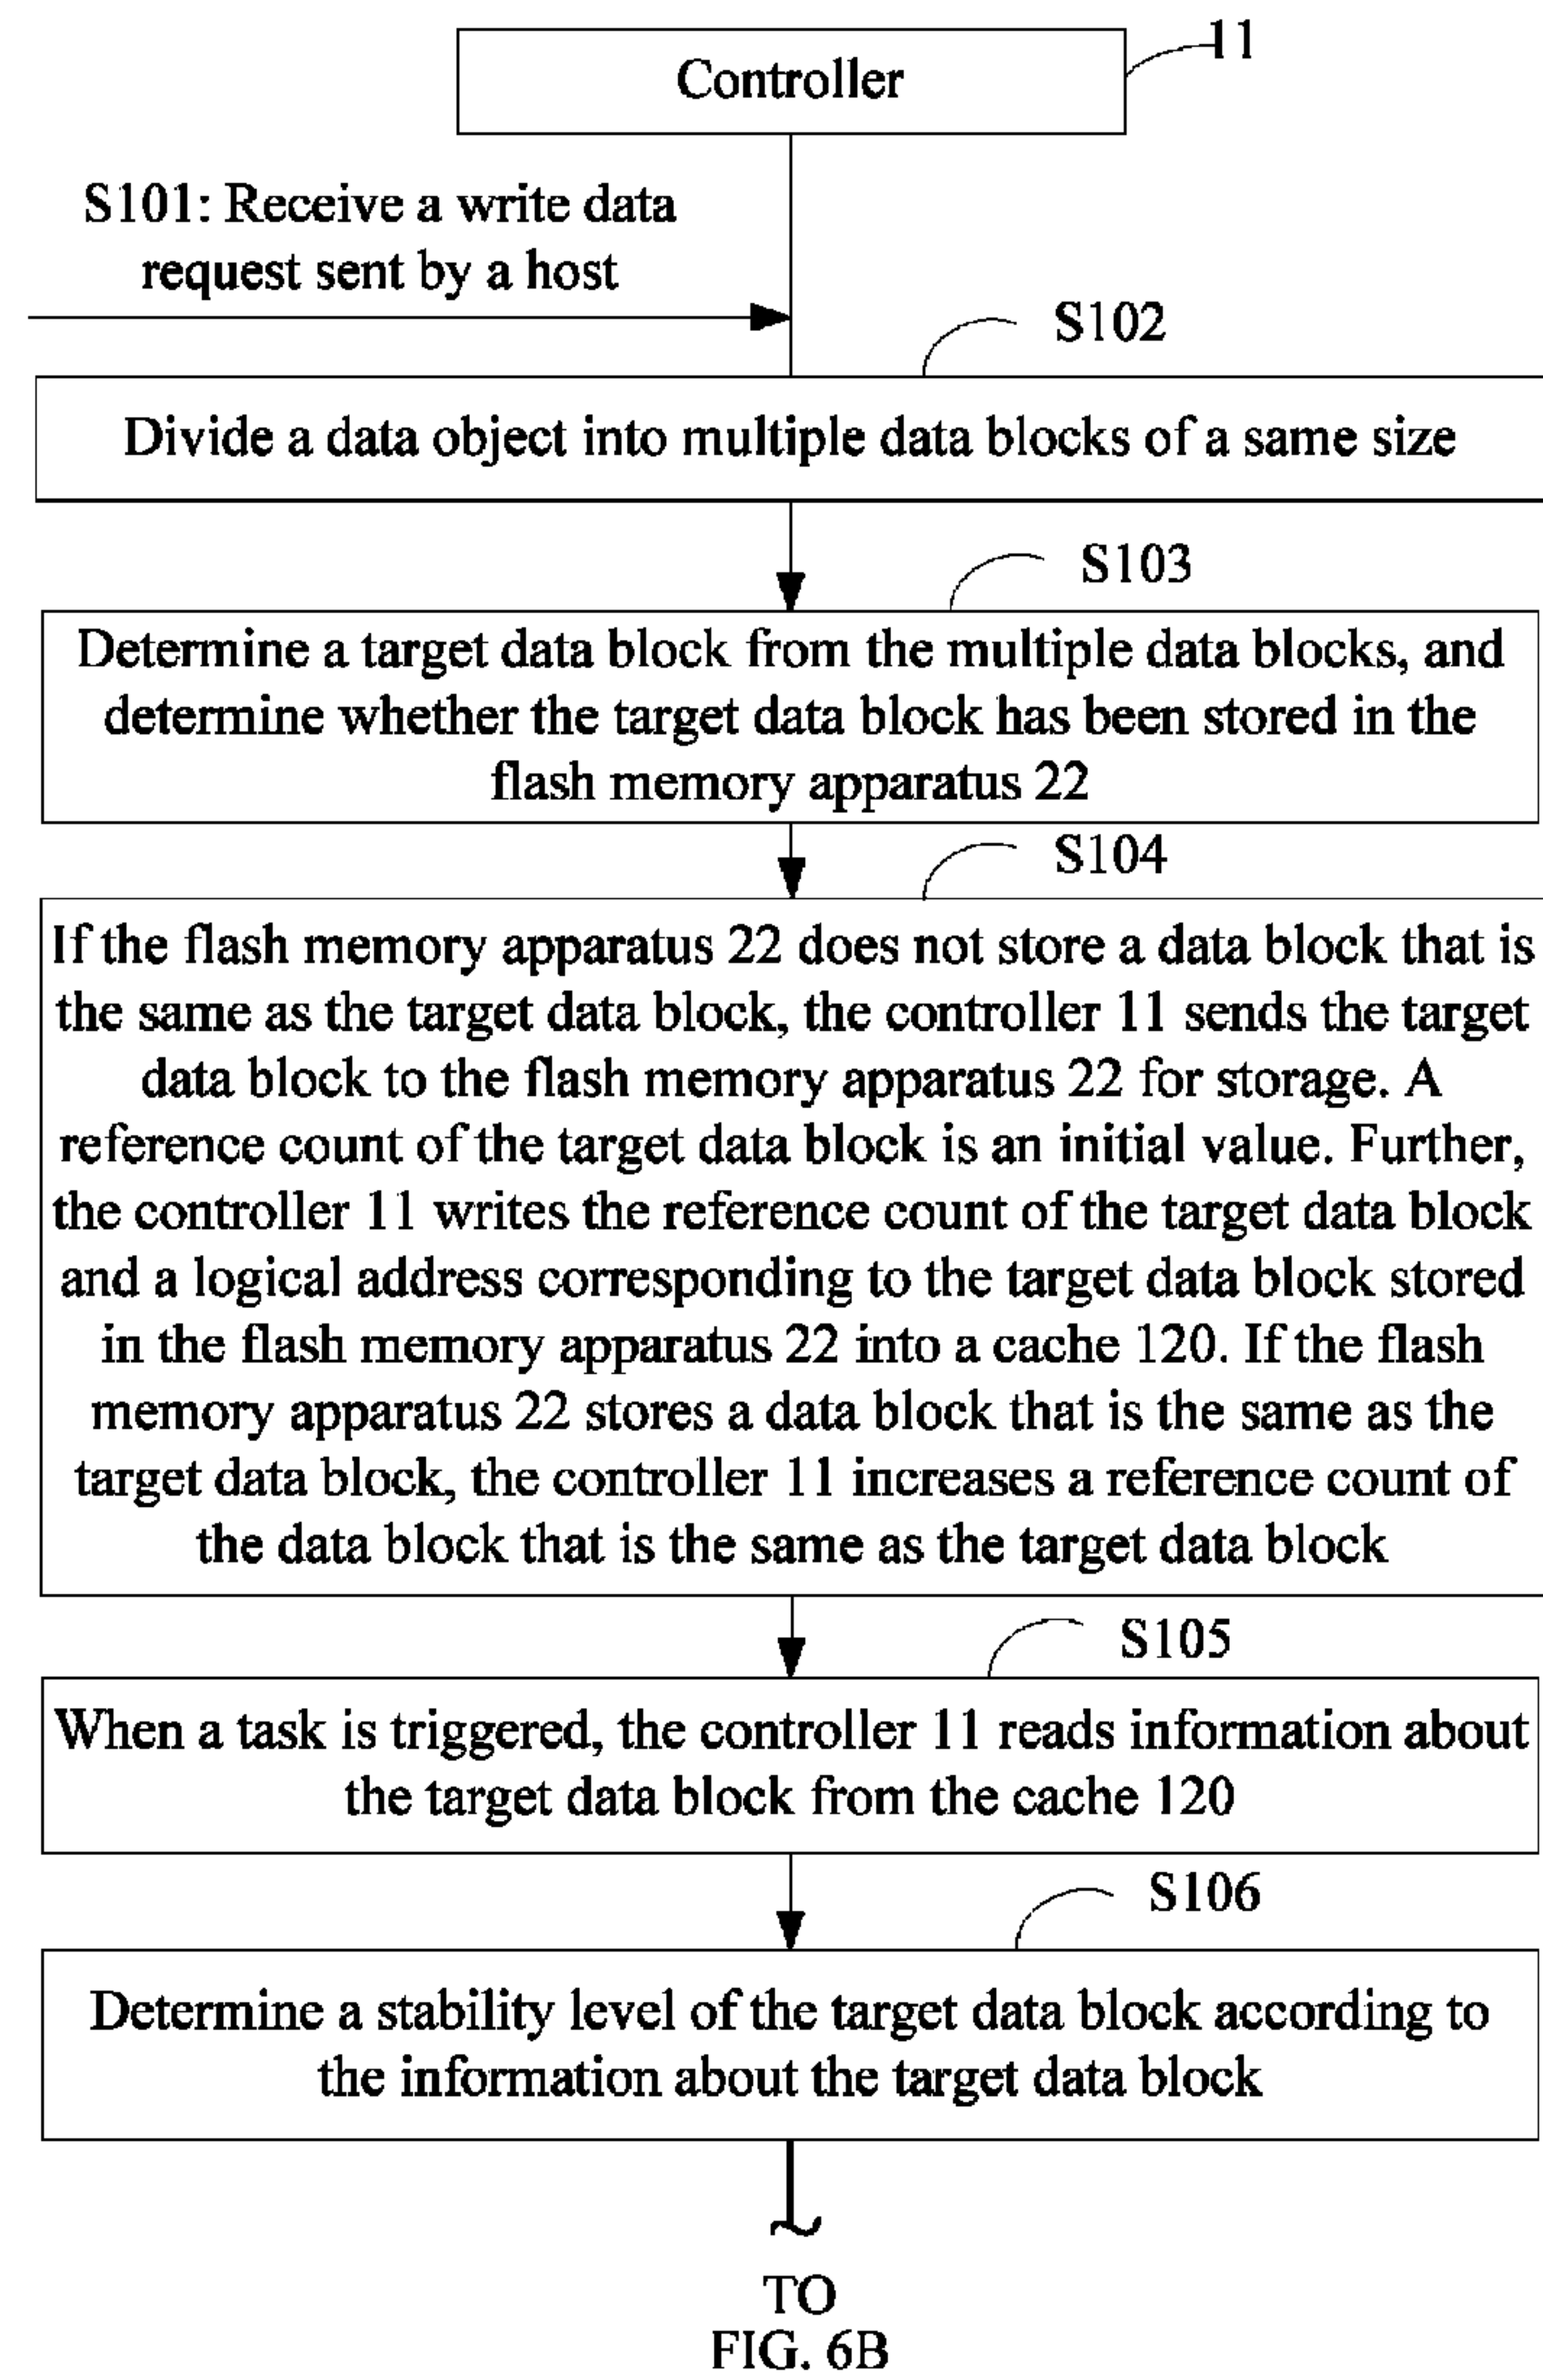 Controller
11
S101: Receive a write data
request sent by a host
S102
Divide a data object into multiple data blocks of a same size
S103
Determine a target data block from the multiple data blocks, and
determine whether the target data block has been stored in the
flash memory apparatus 22
S104
If the flash memory apparatus 22 does not store a data block that is
the same as the target data block, the controller 11 sends the target
data block to the flash memory apparatus 22 for storage. A
reference count of the target data block is an initial value. Further,
the controller 11 writes the reference count of the target data block
and a logical address corresponding to the target data block stored
in the flash memory apparatus 22 into a cache 120. If the flash
memory apparatus 22 stores a data block that is the same as the
target data block, the controller 11 increases a reference count of
the data block that is the same as the target data block
S105
When a task is triggered, the controller 11 reads information about
the target data block from the cache 120
S106
Determine a stability level of the target data block according to
the information about the target data block
TO
FIG. 6B